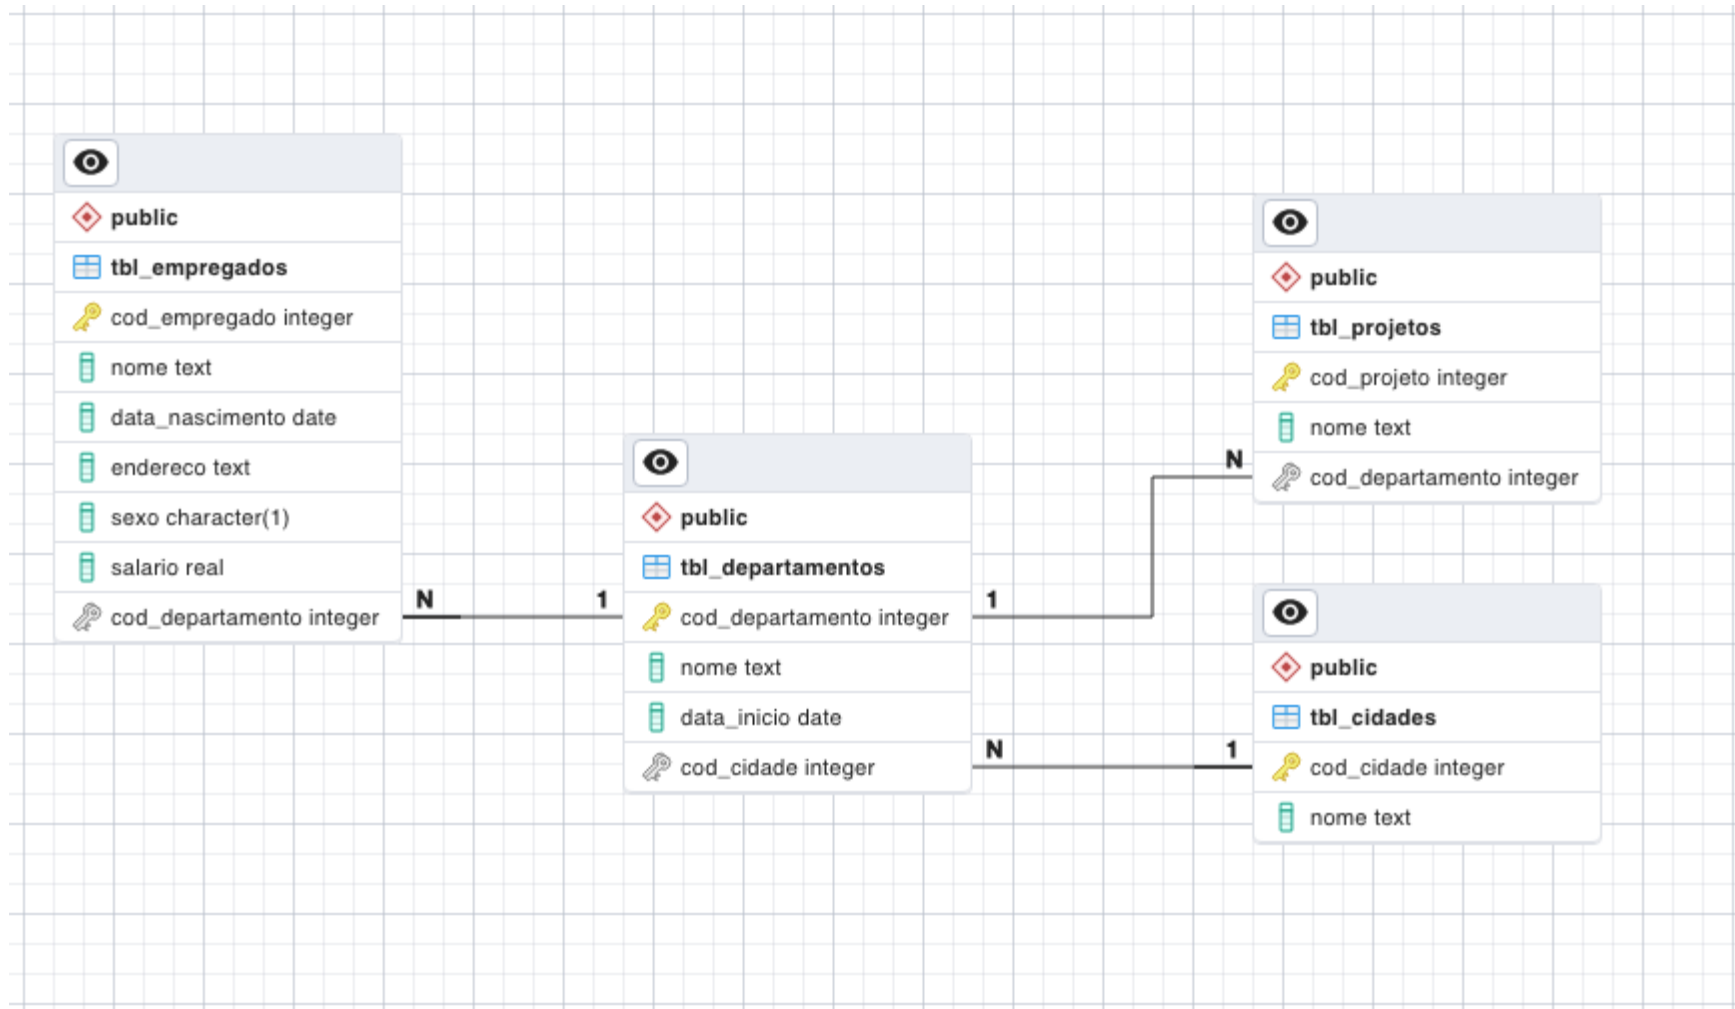 public
tbl_empregados
cod_empregado integer
nome text
data_nascimento date
endereco text
sexo character(1)
salario real
cod_departamento integer
N
1
public
tbl_departamentos
cod_departamento integer
nome text
data_inicio date
cod_cidade integer
1
N
N
1
public
tbl_projetos
cod_projeto integer
nome text
cod_departamento integer
public
tbl_cidades
cod_cidade integer
nome text